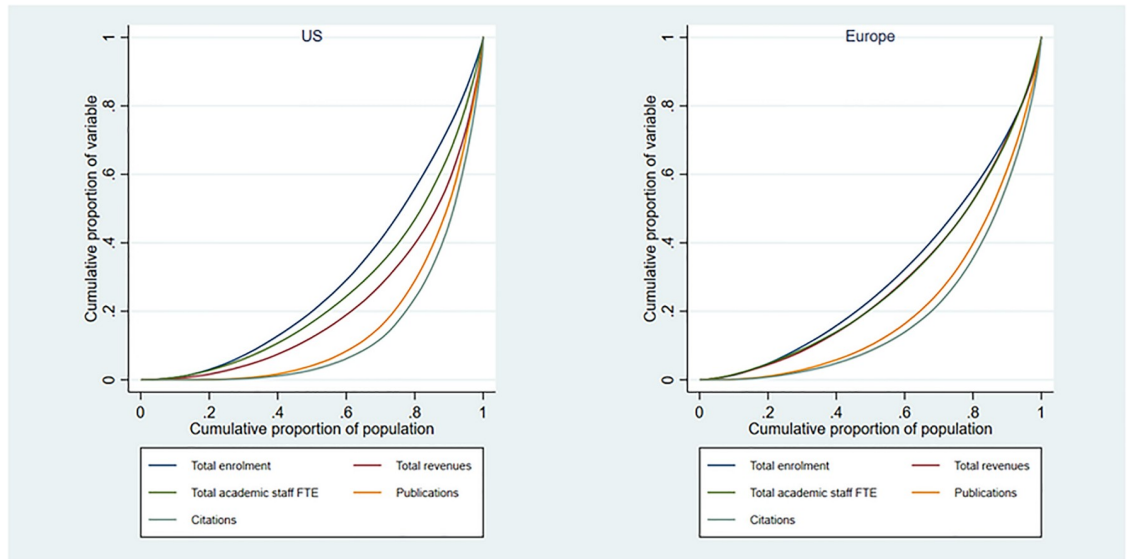 US
Cumulative proportion of variable
1
.8
.6
.4
.2
0
0 .2 .4 .6 .8 1
Cumulative proportion of population
Total enrolment Total revenues
Total academic staff FTE Publications
Citations
Europe
Cumulative proportion of variable
1
.8
.6
.4
.2
0
0 .2 .4 .6 .8 1
Cumulative proportion of population
Total enrolment Total revenues
Total academic staff FTE Publications
Citations